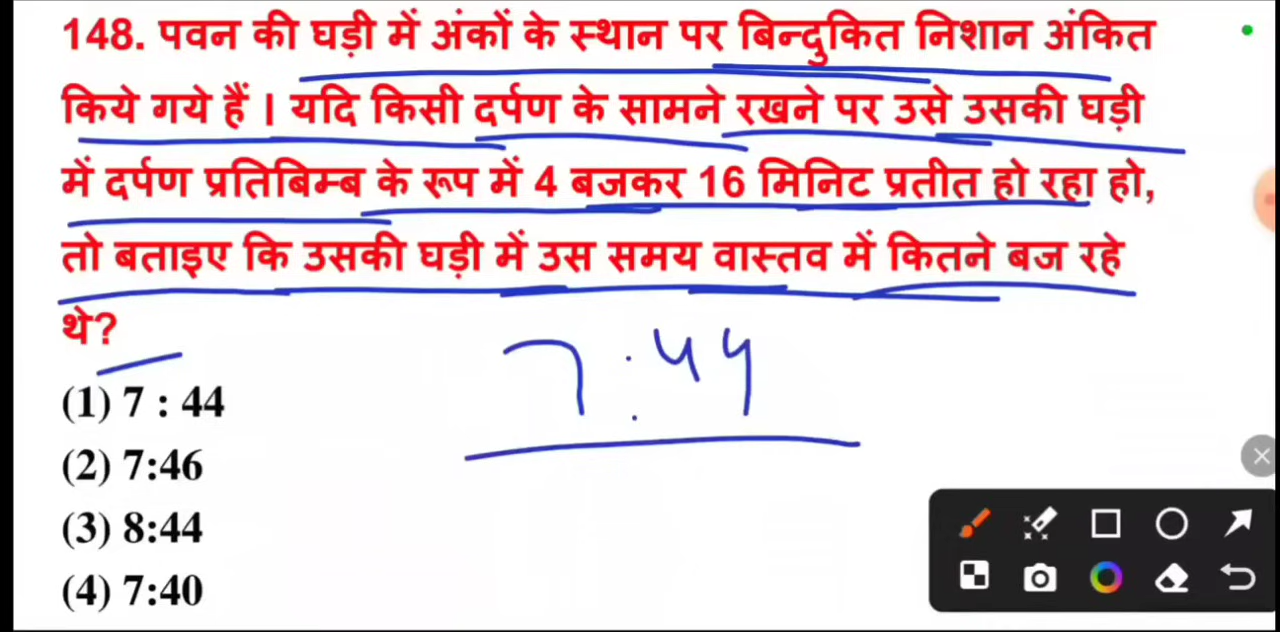 148. पवन की घड़ी में अंकों के स्थान पर बिन्दुकित निशान अंकित
किये गये हैं । यदि किसी दर्पण के सामने रखने पर उसे उसकी घड़ी
में दर्पण प्रतिबिम्ब के रूप में 4 बजकर 16 मिनिट प्रतीत हो रहा हो,
तो बताइए कि उसकी घड़ी में उस समय वास्तव में कितने बज रहे
थे?
7:44
(1) 7 : 44
(2) 7:46
(3) 8:44
(4) 7:40